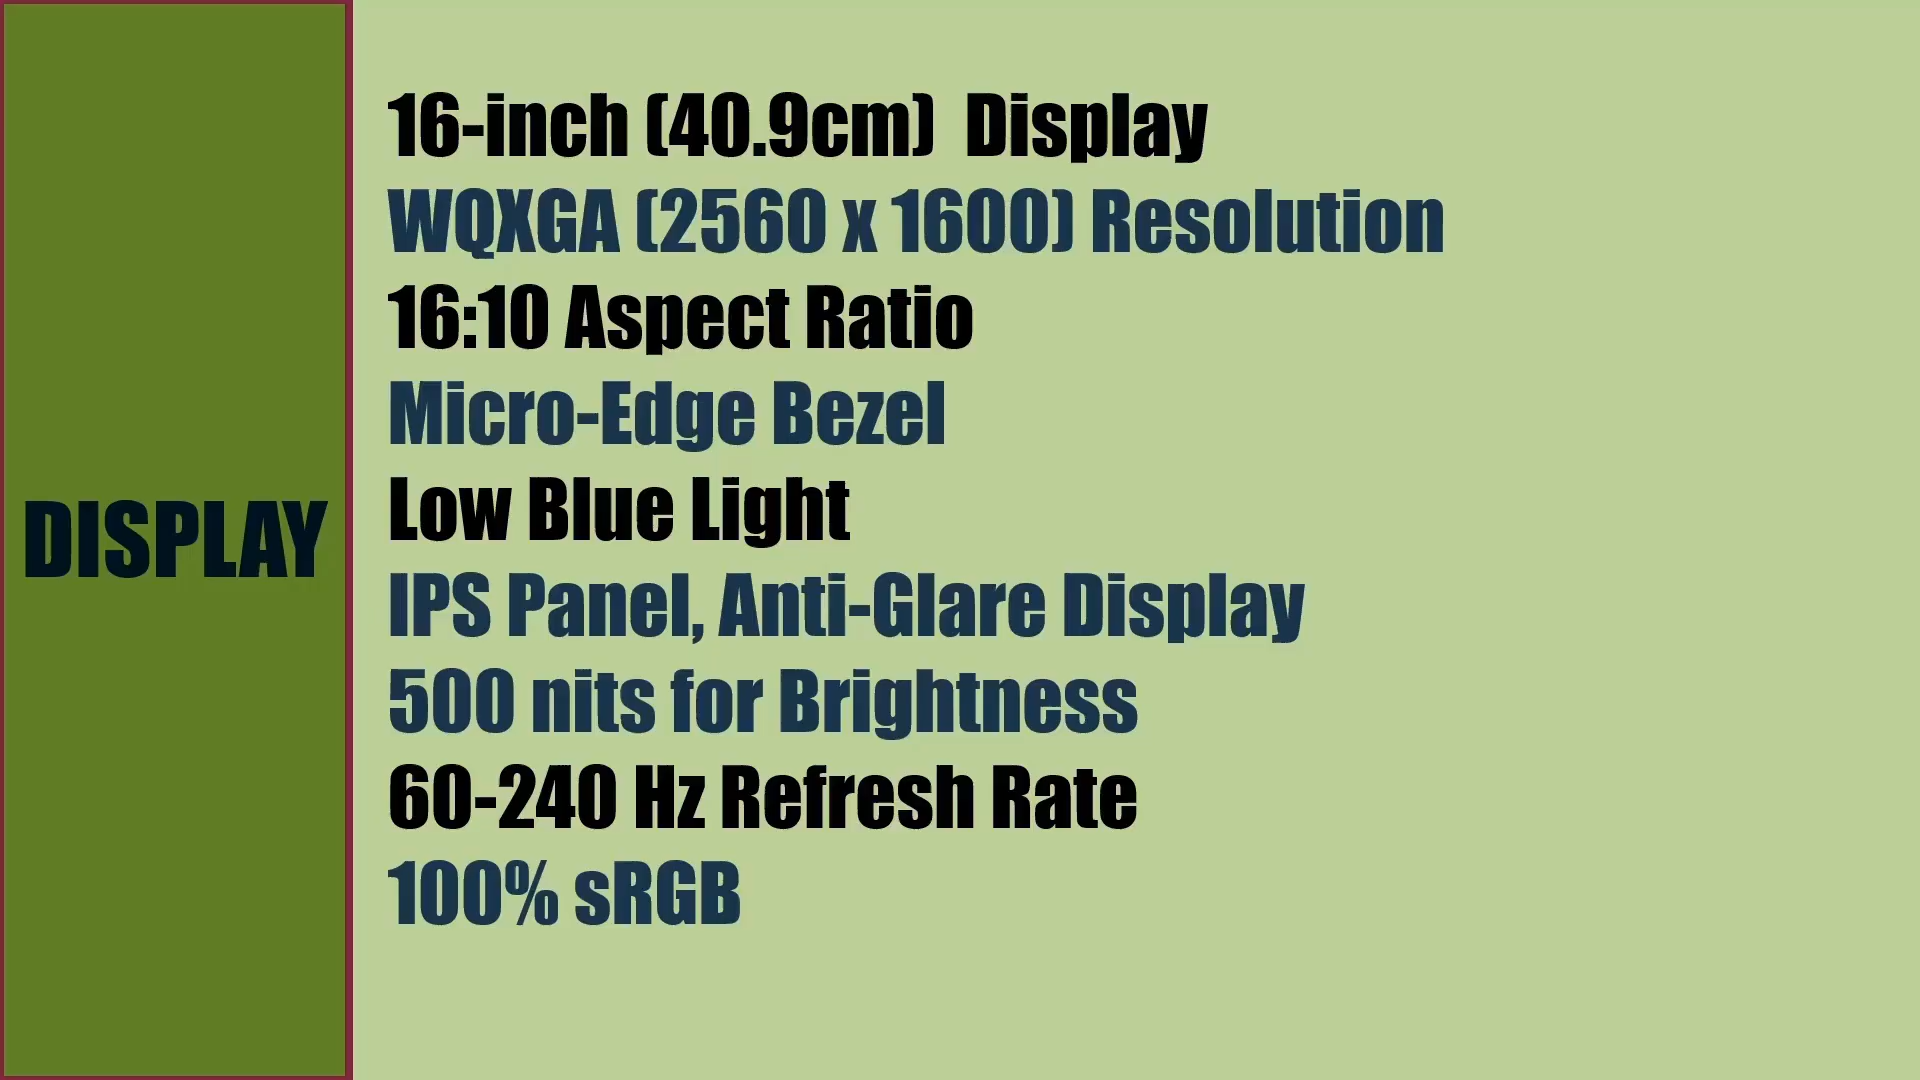 DISPLAY
16-inch (40.9cm)  Display
WQXGA (2560 x 1600) Resolution
16:10 Aspect Ratio
Micro-Edge Bezel
Low Blue Light
IPS Panel, Anti-Glare Display
500 nits for Brightness
60-240 Hz Refresh Rate
100% sRGB